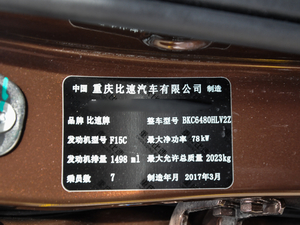 中国 重庆比速汽车有限公司 制造
品牌 比速牌 整车型号 BKC6480HLV2Z
发动机型号 F15C 最大净功率 78kW
发动机排量 1498 ml 最大允许总质量 2023kg
乘员数 7 制造年月 2017年3月